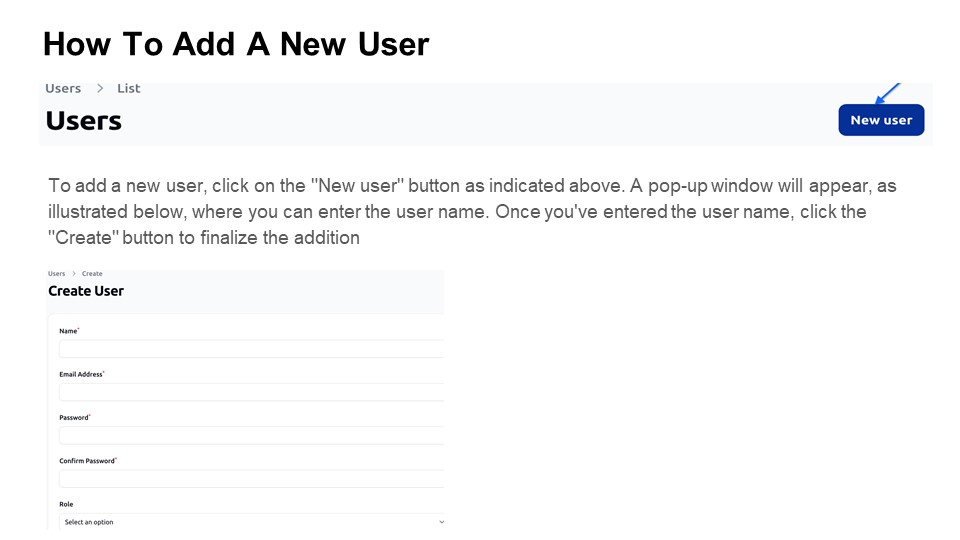 How To Add A New User
Users > List
Users
New user
To add a new user, click on the "New user" button as indicated above. A pop-up window will appear, as
illustrated below, where you can enter the user name. Once you've entered the user name, click the
"Create" button to finalize the addition
Users > Create
Create User
Name*
Email Address*
Password*
Confirm Password*
Role
Select an option